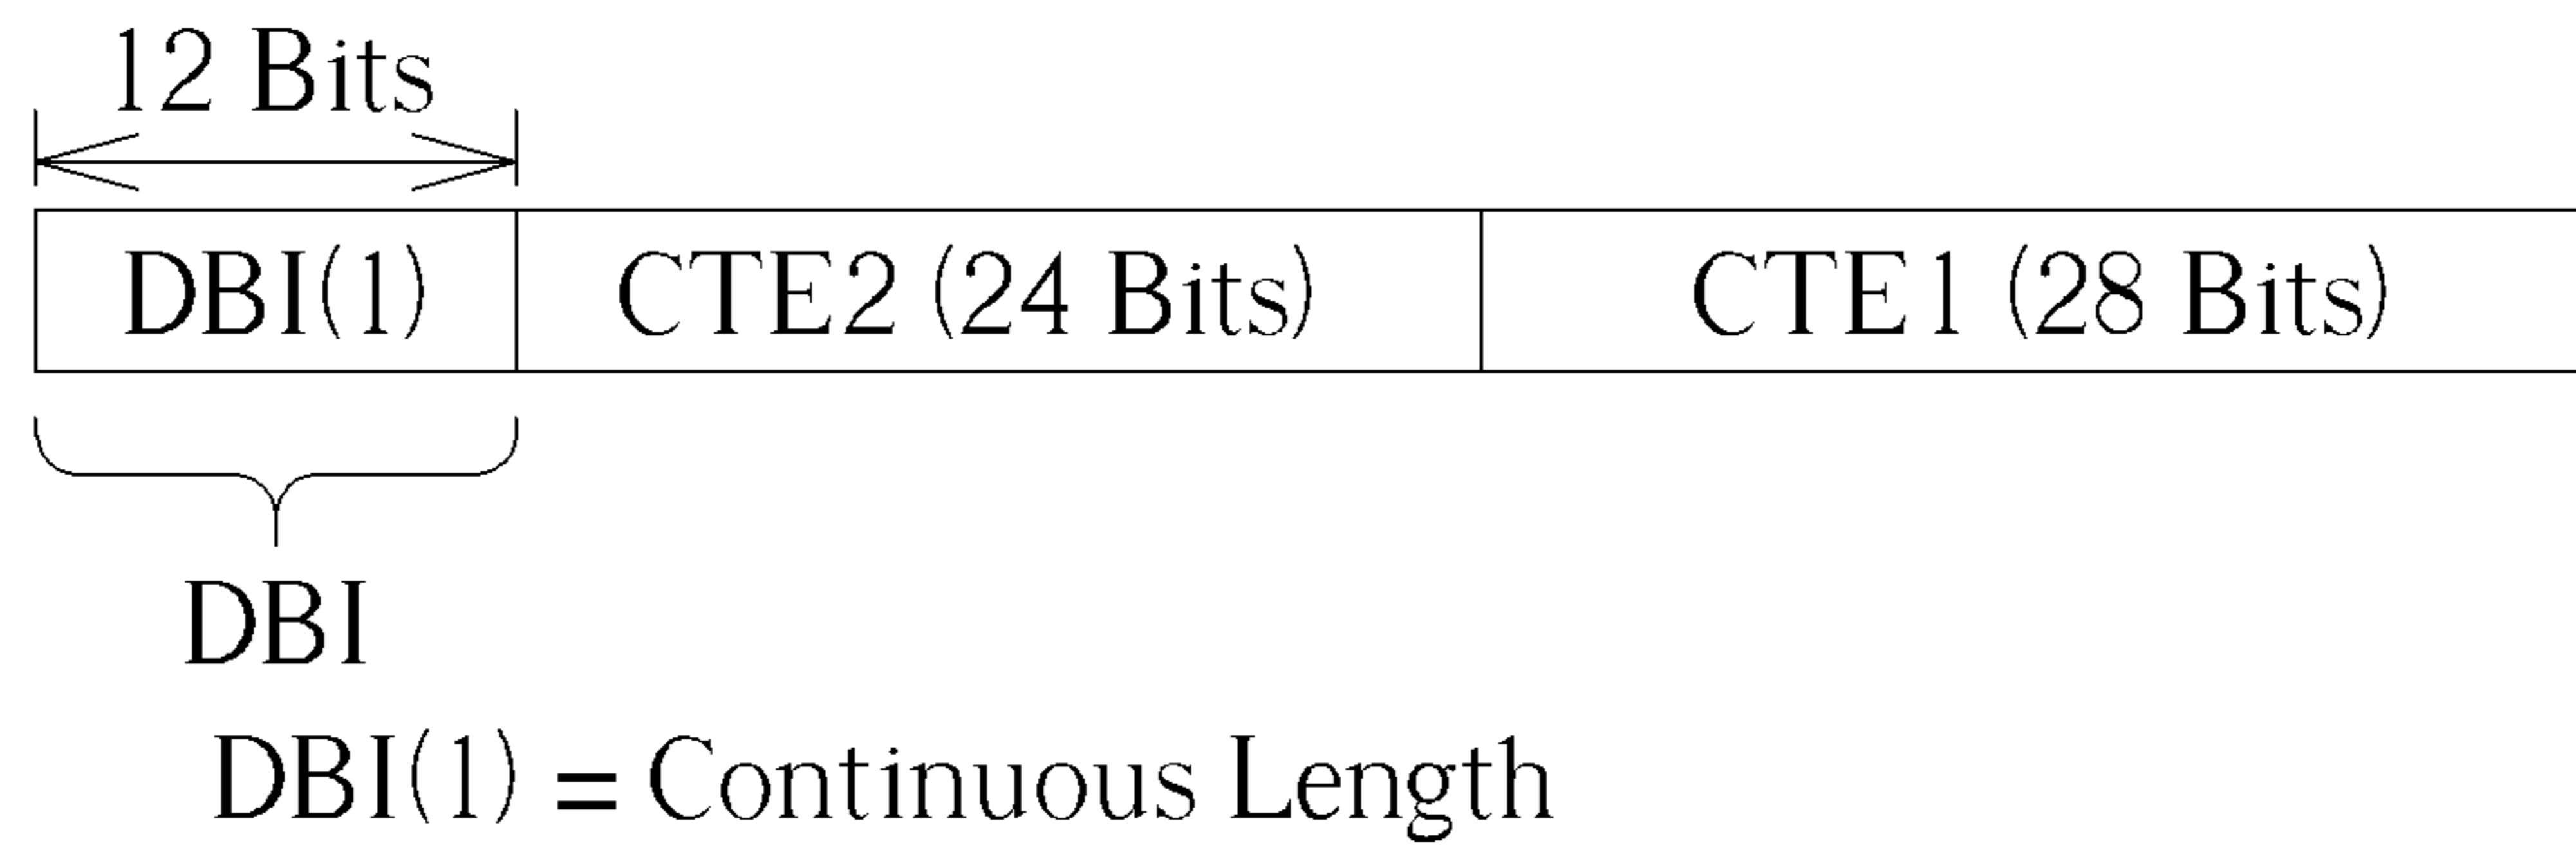 12 Bits
DBI(1) CTE2 (24 Bits) CTE1 (28 Bits)
DBI
DBI(1) = Continuous Length